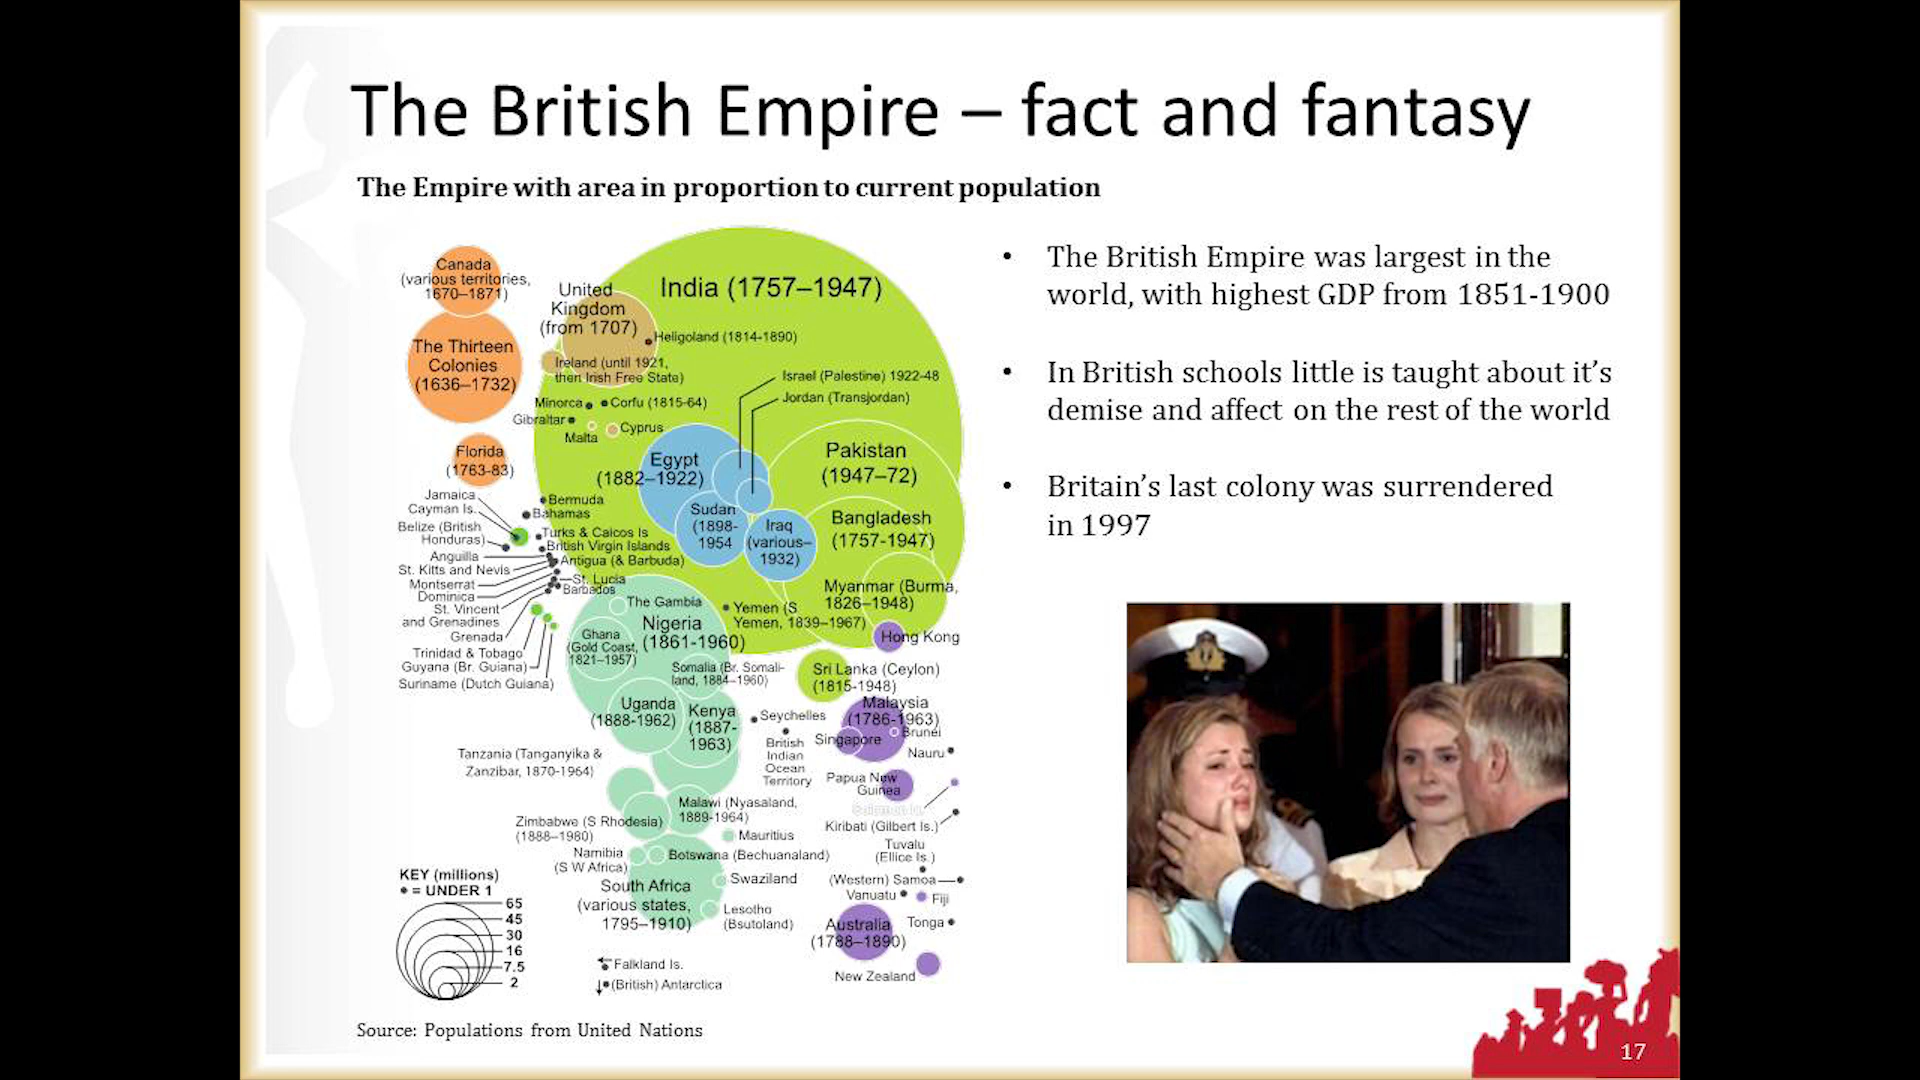 The British Empire – fact and fantasy
The Empire with area in proportion to current population
Canada
(various territories,
1670–1871)
The Thirteen
Colonies
(1636–1732)
Florida
(1763-83)
United
Kingdom
(from 1707)
India (1757–1947)
Heligoland (1814-1890)
Ireland (until 1921,
then Irish Free State)
Israel (Palestine) 1922-48
Jordan (Transjordan)
Minorca
Corfu (1815-64)
Gibraltar
Malta
Cyprus
Egypt
(1882–1922)
Pakistan
(1947–72)
Sudan
(1898-
1954
Iraq
(various–
1932)
Bangladesh
(1757-1947)
Myanmar (Burma,
1826–1948)
Jamaica
Cayman Is.
Belize (British
Honduras)
Anguilla
St. Kitts and Nevis
Montserrat
Dominica
St. Vincent
and Grenadines
Grenada
Trinidad & Tobago
Guyana (Br. Guiana)
Suriname (Dutch Guiana)
Bermuda
Bahamas
Turks & Caicos Is
British Virgin Islands
Antigua (& Barbuda)
St. Lucia
Barbados
The Gambia
Nigeria
(1861-1960)
Ghana
(Gold Coast,
1821–1957)
Yemen (S
Yemen, 1839–1967)
Hong Kong
Somalia (Br. Somali-
land, 1884–1960)
Sri Lanka (Ceylon)
(1815-1948)
Uganda
(1888-1962)
Kenya
(1887-
1963)
Seychelles
British
Indian
Ocean
Territory
Malaysia
(1786-1963)
Singapore
Brunei
Nauru
Papua New
Guinea
Kiribati (Gilbert Is.)
Tuvalu
(Ellice Is.)
(Western) Samoa
Vanuatu
Fiji
Tonga
Australia
(1788–1890)
New Zealand
Tanzania (Tanganyika &
Zanzibar, 1870-1964)
Malawi (Nyasaland,
1889-1964)
Zimbabwe (S Rhodesia)
(1888–1980)
Mauritius
Namibia
(S W Africa)
Botswana (Bechuanaland)
South Africa
(various states,
1795–1910)
Swaziland
Lesotho
(Bsutoland)
Falkland Is.
(British) Antarctica
KEY (millions)
= UNDER 1
65
45
30
16
7.5
2
Source: Populations from United Nations
• The British Empire was largest in the
world, with highest GDP from 1851-1900
• In British schools little is taught about it’s
demise and affect on the rest of the world
• Britain’s last colony was surrendered
in 1997
17